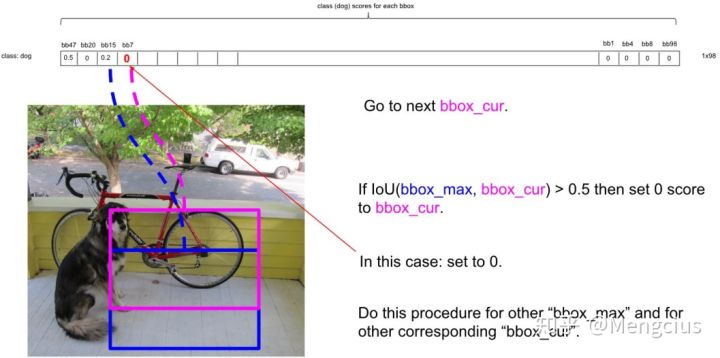 class (dog) scores for each bbox
bb47 bb20 bb15 bb7 bb1 bb4 bb8 bb98
class: dog 0.5 0 0.2 0 0 0 0 0 1x98
Go to next bbox_cur.
If IoU(bbox_max, bbox_cur) > 0.5 then set 0 score
to bbox_cur.
In this case: set to 0.
Do this procedure for other “bbox_max” and for
other corresponding “bbox_cur”.
知乎 @Mengcius